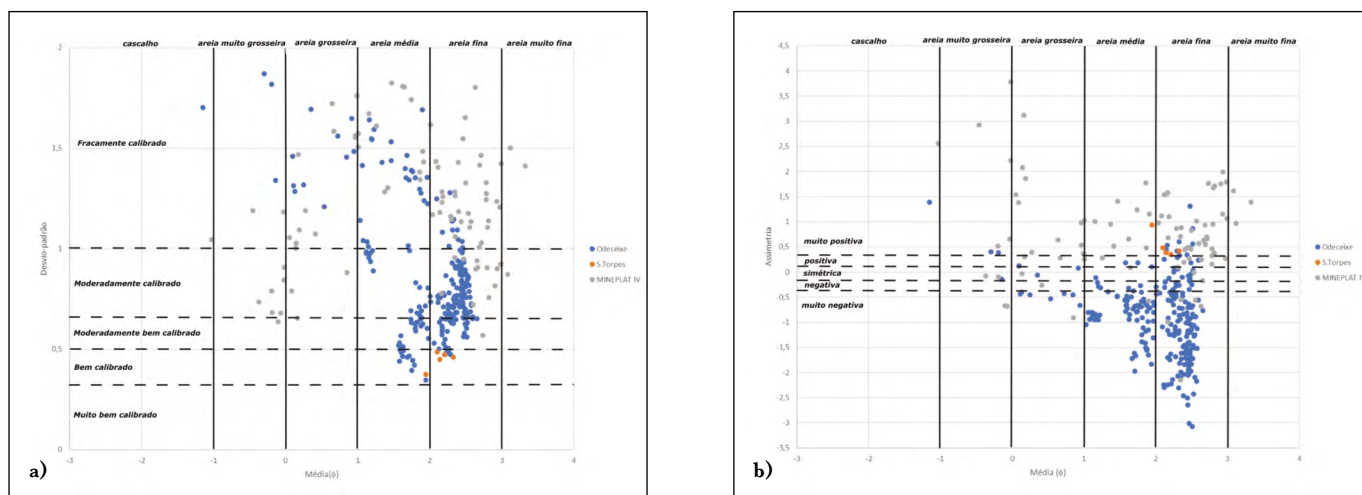 cascalho areia muito grosseira areia grosseira areia média areia fina areia muito fina
2
Fracamente calibrado
1,5
1
Moderadamente calibrado
Moderadamente bem calibrado
0,5
Bem calibrado
Muito bem calibrado
0
Desvio-padrão
-3 -2 -1 0 1 2 3 4
Média(ϕ)
Odeceixe
S.Torpes
MINEPLAT IV
a)
cascalho areia muito grosseira areia grosseira areia média areia fina areia muito fina
4,5
4
3,5
3
2,5
2
1,5
1
muito positiva
0,5
positiva
simétrica
0
negativa
-0,5
muito negativa
-1
-1,5
-2
-2,5
-3
-3,5
Assimetria
-3 -2 -1 0 1 2 3 4
Média (ϕ)
Odeceixe
S.Torpes
MINEPLAT I
b)